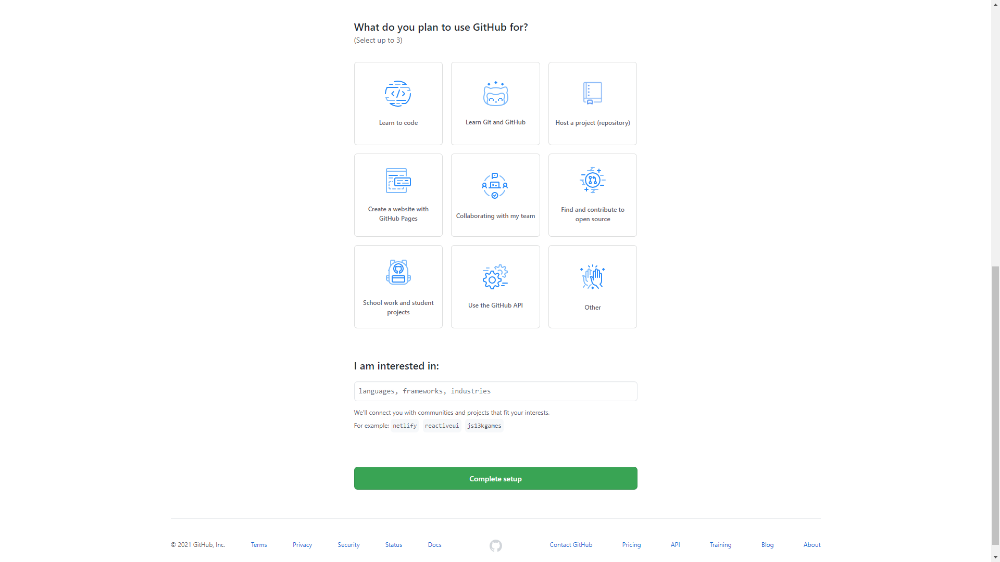 What do you plan to use GitHub for?
(Select up to 3)
Learn to code
Learn Git and GitHub
Host a project (repository)
Create a website with
GitHub Pages
Collaborating with my team
Find and contribute to
open source
School work and student
projects
Use the GitHub API
Other
I am interested in:
languages, frameworks, industries
We'll connect you with communities and projects that fit your interests.
For example: netlify reactiveui js13kgames
Complete setup
© 2021 GitHub, Inc. Terms Privacy Security Status Docs Contact GitHub Pricing API Training Blog About